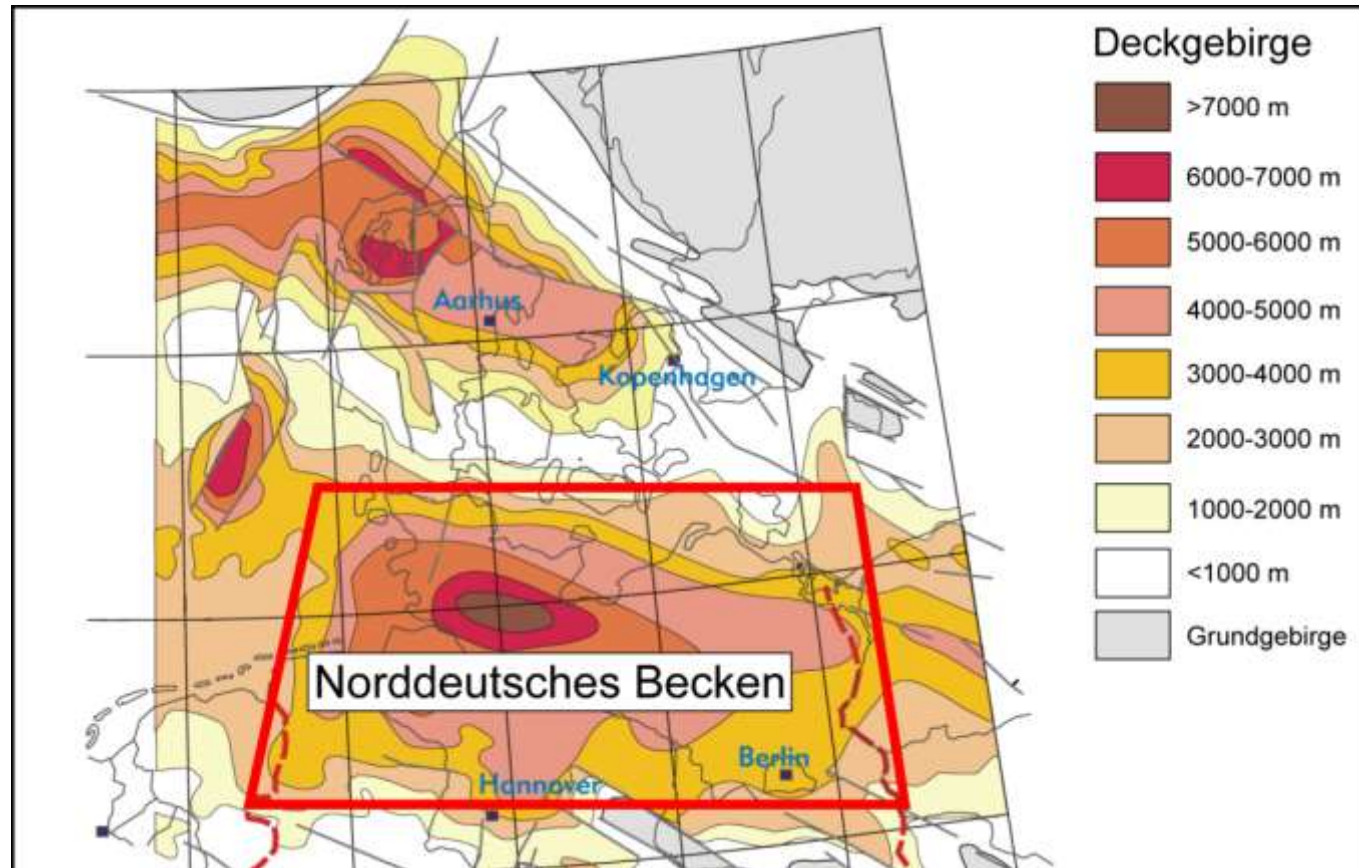 Deckgebirge
>7000 m
6000-7000 m
5000-6000 m
4000-5000 m
3000-4000 m
2000-3000 m
1000-2000 m
<1000 m
Grundgebirge
Aarhus
Kopenhagen
Norddeutsches Becken
Berlin
Hannover